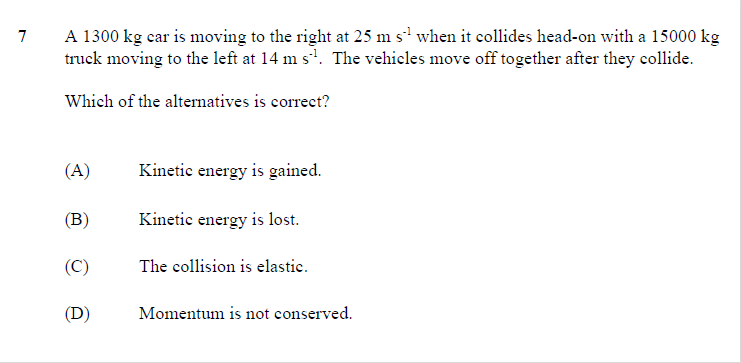 7 A 1300 kg car is moving to the right at 25 m s⁻¹ when it collides head-on with a 15000 kg
truck moving to the left at 14 m s⁻¹. The vehicles move off together after they collide.
Which of the alternatives is correct?
(A) Kinetic energy is gained.
(B) Kinetic energy is lost.
(C) The collision is elastic.
(D) Momentum is not conserved.